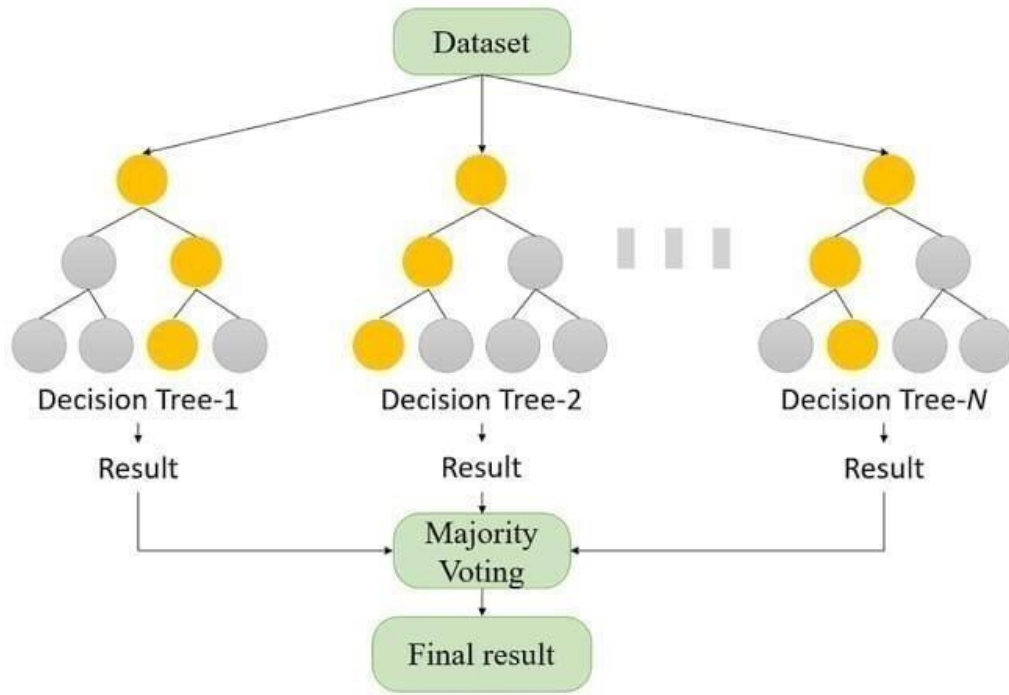 Dataset
Decision Tree-1
Decision Tree-2
Decision Tree-N
Result
Result
Result
Majority
Voting
Final result